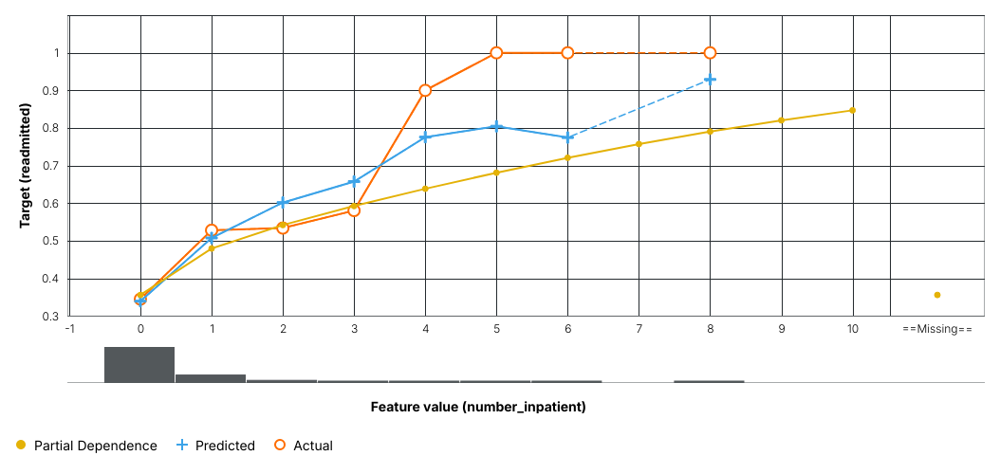 Target (readmitted)
1
0.9
0.8
0.7
0.6
0.5
0.4
0.3
-1 0 1 2 3 4 5 6 7 8 9 10 ==Missing==
Feature value (number_inpatient)
Partial Dependence Predicted Actual